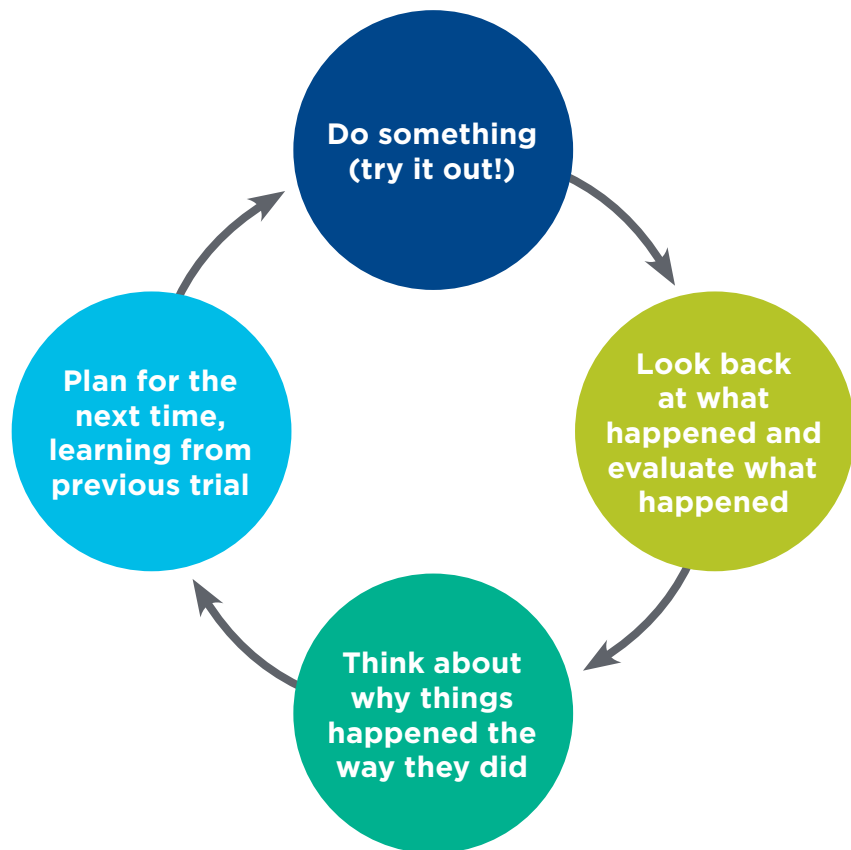 Do something
(try it out!)
Look back
at what
happened and
evaluate what
happened
Think about
why things
happened the
way they did
Plan for the
next time,
learning from
previous trial